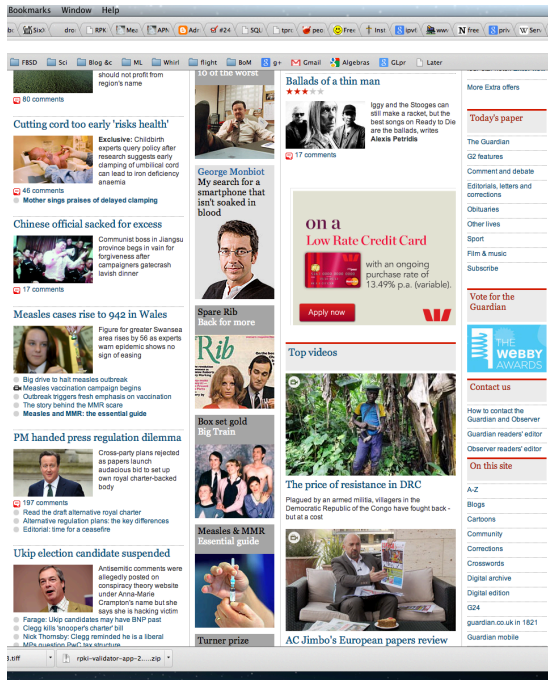 Bookmarks Window Help
FBSD Sci Blog &c ML Whirl flight BoM g+ Gmail Algebras GLpr Later
should not profit from
region's name
80 comments
Cutting cord too early 'risks health'
Exclusive: Childbirth
experts query policy after
research suggests early
clamping of umbilical cord
can lead to iron deficiency
anaemia
46 comments
Mother sings praises of delayed clamping
Chinese official sacked for excess
Communist boss in Jiangsu
province begs in vain for
forgiveness after
campaigners gatecrash
lavish dinner
17 comments
Measles cases rise to 942 in Wales
Figure for greater Swansea
area rises by 56 as experts
warn epidemic shows no
sign of easing
Big drive to halt measles outbreak
Measles vaccination campaign begins
Outbreak triggers fresh emphasis on vaccination
The story behind the MMR scare
Measles and MMR: the essential guide
PM handed press regulation dilemma
Cross-party plans rejected
as papers launch
audacious bid to set up
own royal charter-backed
body
197 comments
Read the draft alternative royal charter
Alternative regulation plans: the key differences
Editorial: time for a ceasefire
Ukip election candidate suspended
Antisemitic comments were
allegedly posted on
conspiracy theory website
under Anna-Marie
Crampton's name but she
says she is hacking victim
Farage: Ukip candidates may have BNP past
Clegg kills 'snooper's charter' bill
Nick Thornsby: Clegg reminded he is a liberal
MPs question PwC tax structure
10 of the worst
George Monbiot
My search for a
smartphone that
isn't soaked in
blood
Spare Rib
Back for more
Rib
Box set gold
Big Train
Measles & MMR
Essential guide
Turner prize
Ballads of a thin man
Iggy and the Stooges can
still make a racket, but the
best songs on Ready to Die
are the ballads, writes
Alexis Petridis
17 comments
on a
Low Rate Credit Card
with an ongoing
purchase rate of
13.49% p.a. (variable).
Apply now
Top videos
The price of resistance in DRC
Plagued by an armed militia, villagers in the
Democratic Republic of the Congo have fought back -
but at a cost
AC Jimbo's European papers review
More Extra offers
Today's paper
The Guardian
G2 features
Comment and debate
Editorials, letters and
corrections
Obituaries
Other lives
Sport
Film & music
Subscribe
Vote for the
Guardian
THE
WEBBY
AWARDS
Contact us
How to contact the
Guardian and Observer
Guardian readers' editor
Observer readers' editor
On this site
A-Z
Blogs
Cartoons
Community
Corrections
Crosswords
Digital archive
Digital edition
G24
guardian.co.uk in 1821
Guardian mobile
3.tiff
rpki-validator-app-2.....zip